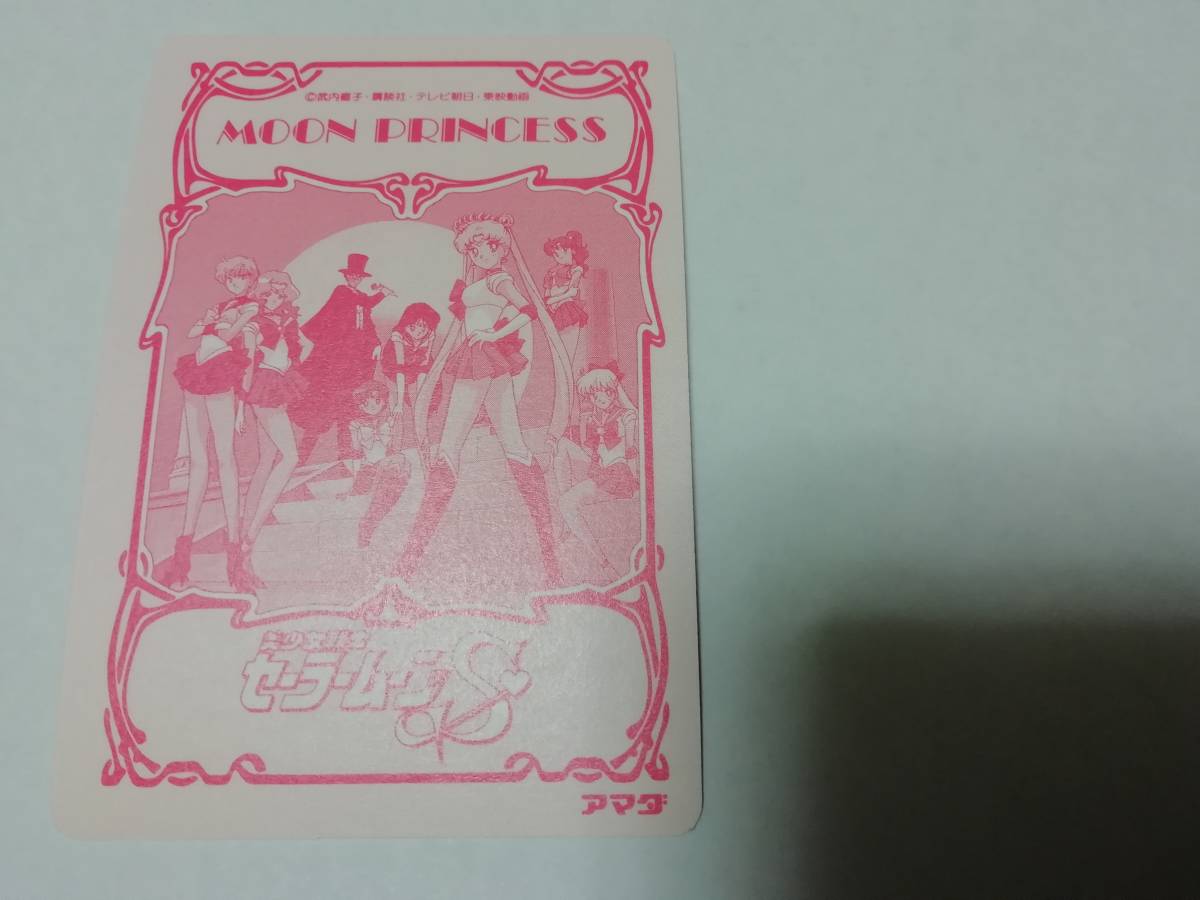 ©武内直子・講談社・テレビ朝日・東映動画
MOON PRINCESS
美少女戦士
セーラームーンS
アマダ